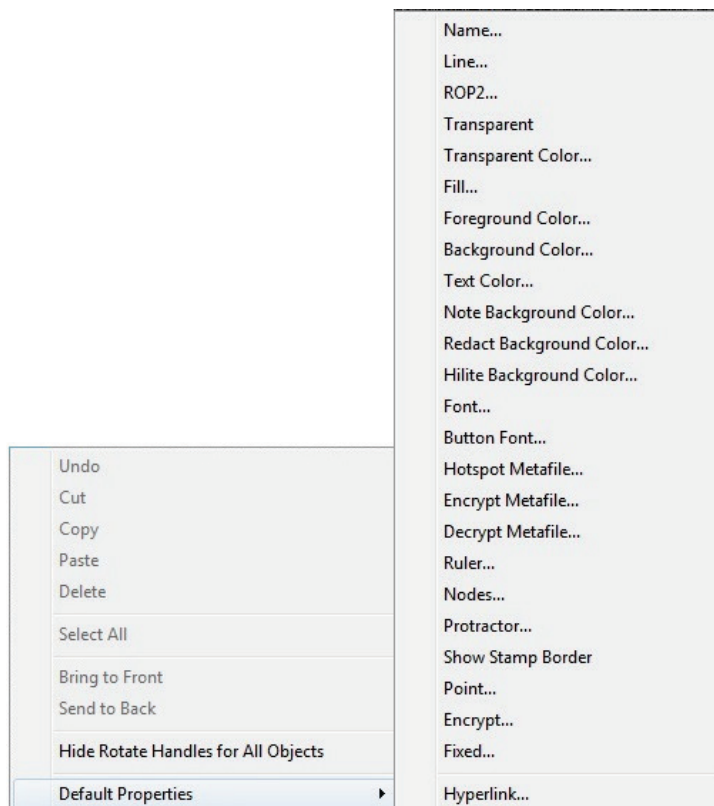 Undo
Cut
Copy
Paste
Delete
Select All
Bring to Front
Send to Back
Hide Rotate Handles for All Objects
Default Properties
Name...
Line...
ROP2...
Transparent
Transparent Color...
Fill...
Foreground Color...
Background Color...
Text Color...
Note Background Color...
Redact Background Color...
Hilite Background Color...
Font...
Button Font...
Hotspot Metafile...
Encrypt Metafile...
Decrypt Metafile...
Ruler...
Nodes...
Protractor...
Show Stamp Border
Point...
Encrypt...
Fixed...
Hyperlink...